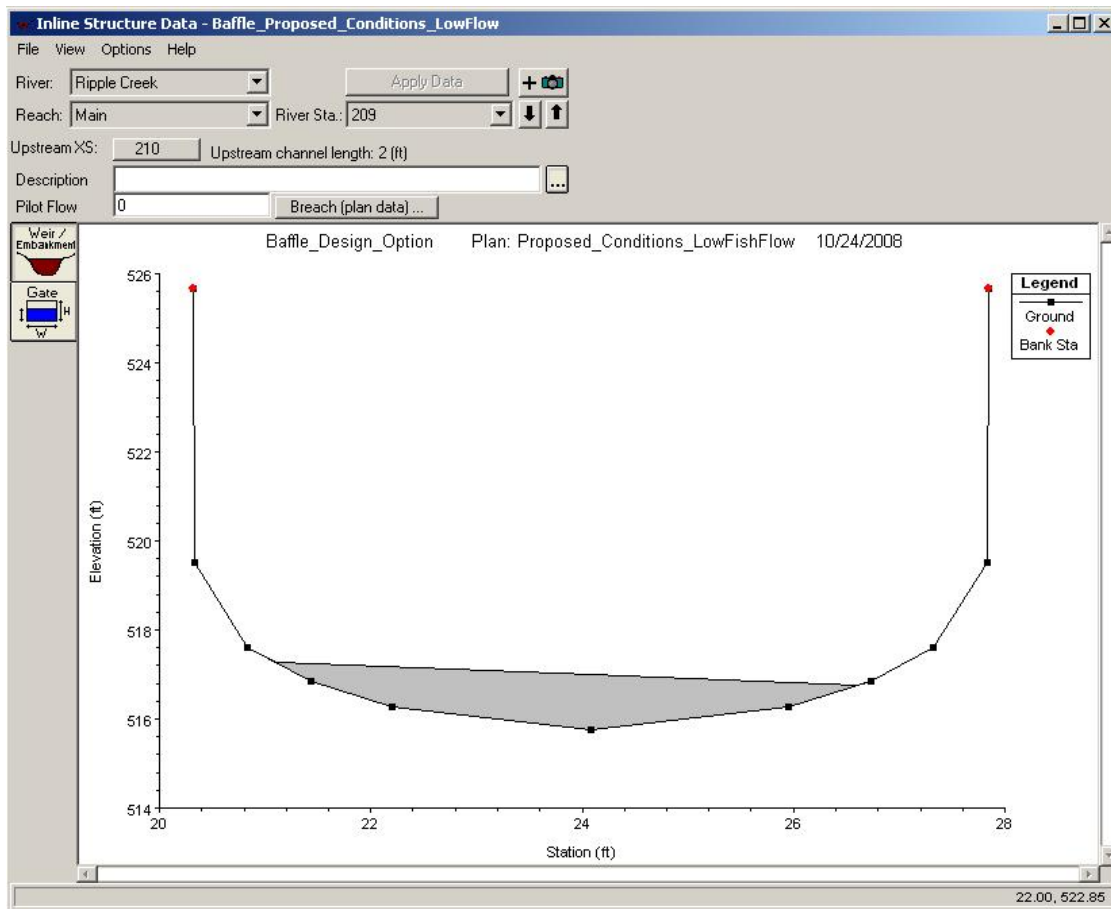 Inline Structure Data - Baffle_Proposed_Conditions_LowFlow
File View Options Help
River: Ripple Creek Apply Data +
Reach: Main River Sta.: 209
Upstream XS: 210 Upstream channel length: 2 (ft)
Description ...
Pilot Flow 0 Breach (plan data) ...
Weir /
Embankment
Gate
H
W
Baffle_Design_Option Plan: Proposed_Conditions_LowFishFlow 10/24/2008
526
524
522
520
518
516
514
Elevation (ft)
20 22 24 26 28
Station (ft)
Legend
Ground
Bank Sta
22.00, 522.85